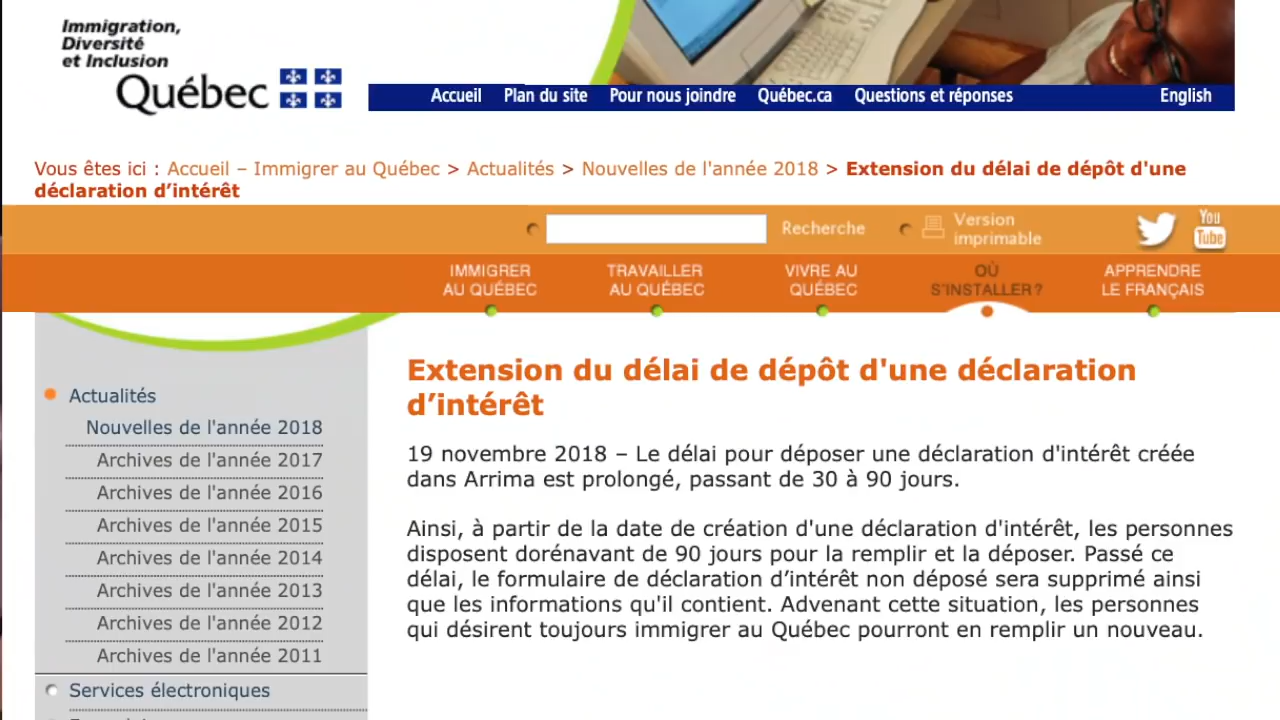 Immigration,
Diversité
et Inclusion
Québec
Accueil Plan du site Pour nous joindre Québec.ca Questions et réponses English
Vous êtes ici : Accueil – Immigrer au Québec > Actualités > Nouvelles de l'année 2018 > Extension du délai de dépôt d'une
déclaration d’intérêt
Recherche
Version
imprimable
You
Tube
IMMIGRER
AU QUÉBEC
TRAVAILLER
AU QUÉBEC
VIVRE AU
QUÉBEC
OÙ
S'INSTALLER?
APPRENDRE
LE FRANÇAIS
Actualités
Nouvelles de l'année 2018
Archives de l'année 2017
Archives de l'année 2016
Archives de l'année 2015
Archives de l'année 2014
Archives de l'année 2013
Archives de l'année 2012
Archives de l'année 2011
Services électroniques
Extension du délai de dépôt d'une déclaration
d’intérêt
19 novembre 2018 – Le délai pour déposer une déclaration d'intérêt créée
dans Arrima est prolongé, passant de 30 à 90 jours.
Ainsi, à partir de la date de création d'une déclaration d'intérêt, les personnes
disposent dorénavant de 90 jours pour la remplir et la déposer. Passé ce
délai, le formulaire de déclaration d’intérêt non déposé sera supprimé ainsi
que les informations qu'il contient. Advenant cette situation, les personnes
qui désirent toujours immigrer au Québec pourront en remplir un nouveau.